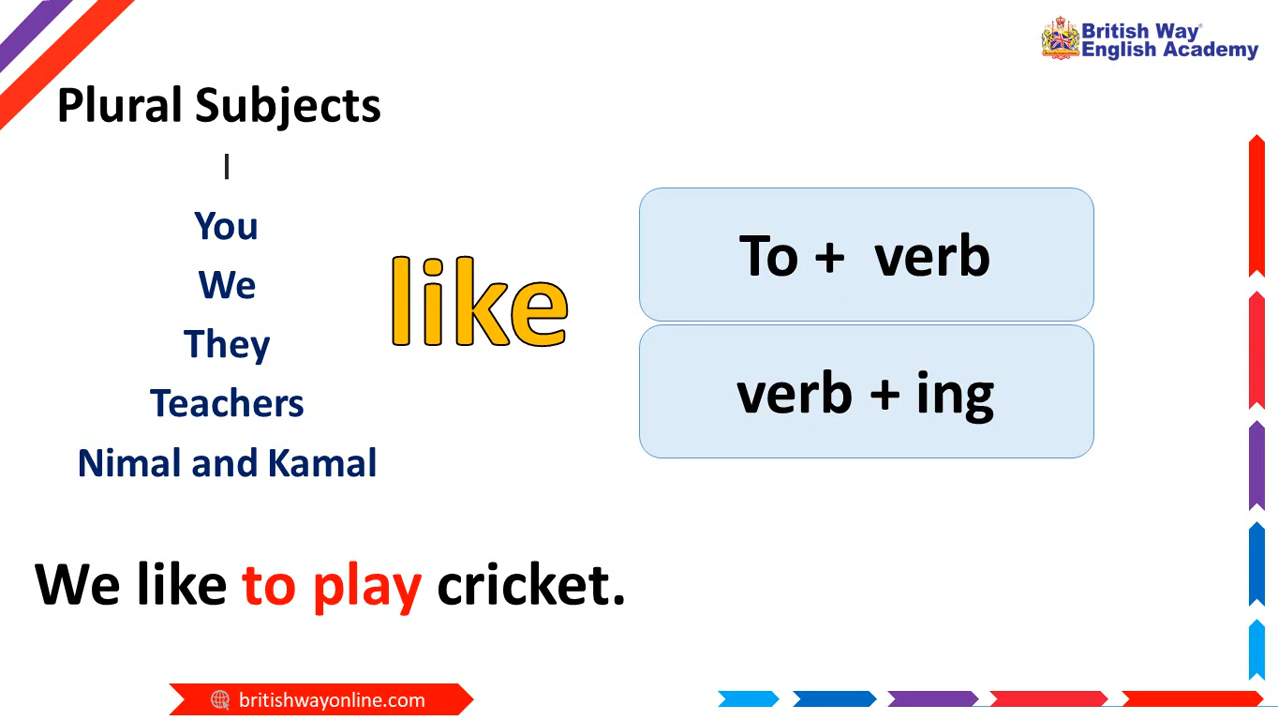 British Way
English Academy
Plural Subjects
I
You
We
They
Teachers
Nimal and Kamal
like
To + verb
verb + ing
We like to play cricket.
britishwayonline.com